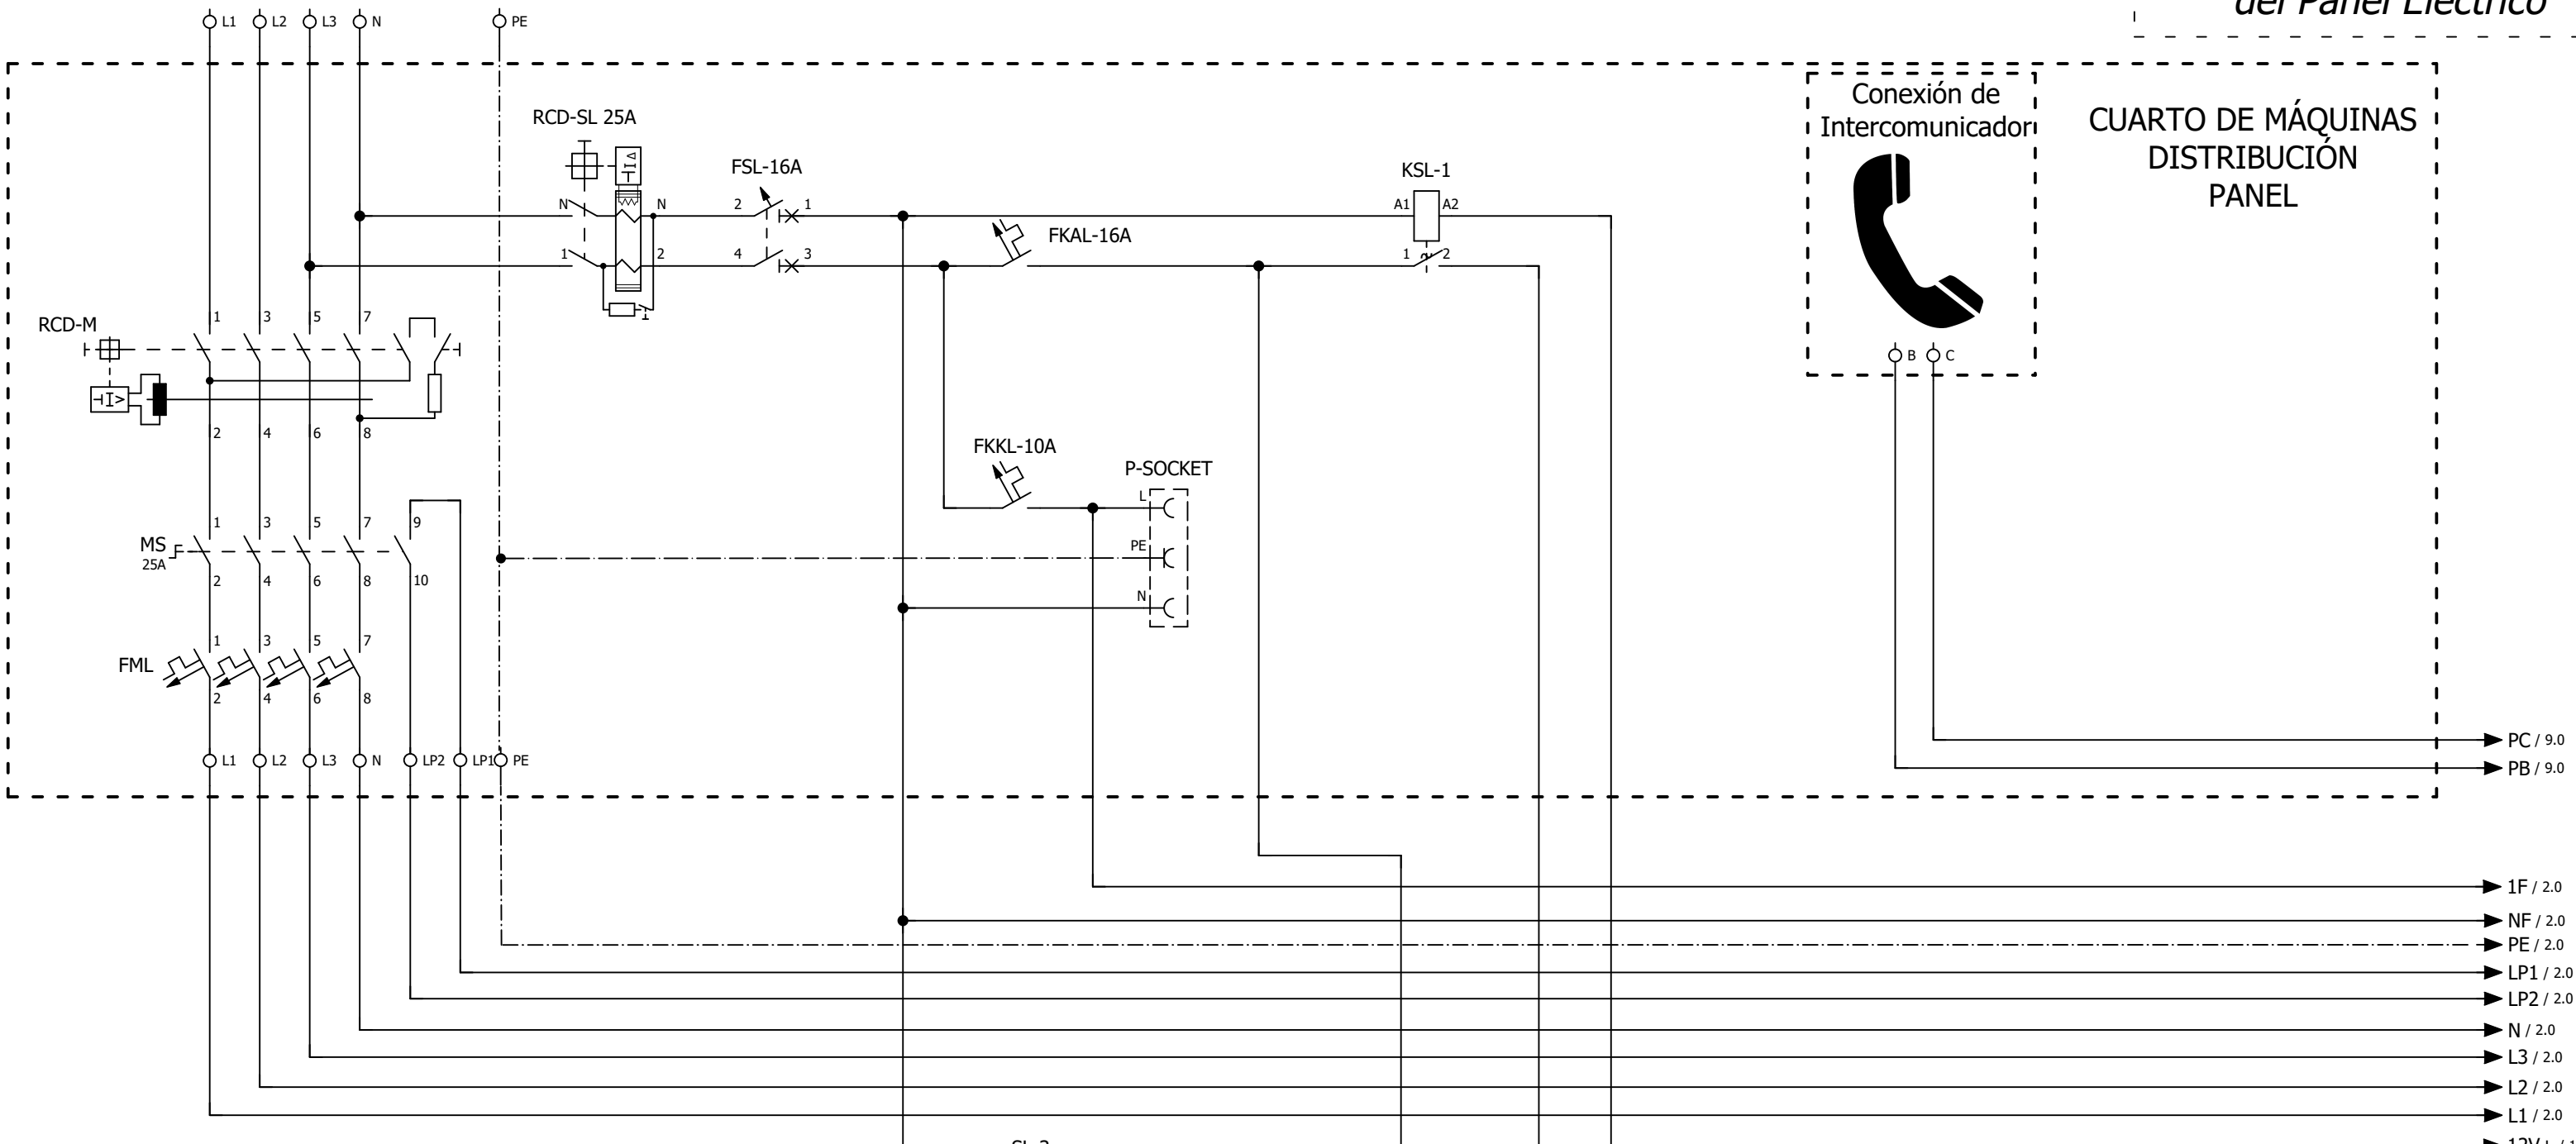 L1 L2 L3 N PE
del Panel Eléctrico
RCD-SL 25A
FSL-16A
KSL-1
Conexión de
Intercomunicador
CUARTO DE MÁQUINAS
DISTRIBUCIÓN
PANEL
N N 2 1 A1 A2
FKAL-16A
1 2 4 3 1 2
RCD-M
1 3 5 7
I>
B C
2 4 6 8
FKKL-10A
P-SOCKET
L
1 3 5 7 9
MS
25A
PE
2 4 6 8 10
N
1 3 5 7
FML
2 4 6 8
L1 L2 L3 N LP2 LP1 PE
PC / 9.0
PB / 9.0
1F / 2.0
NF / 2.0
PE / 2.0
LP1 / 2.0
LP2 / 2.0
N / 2.0
L3 / 2.0
L2 / 2.0
L1 / 2.0